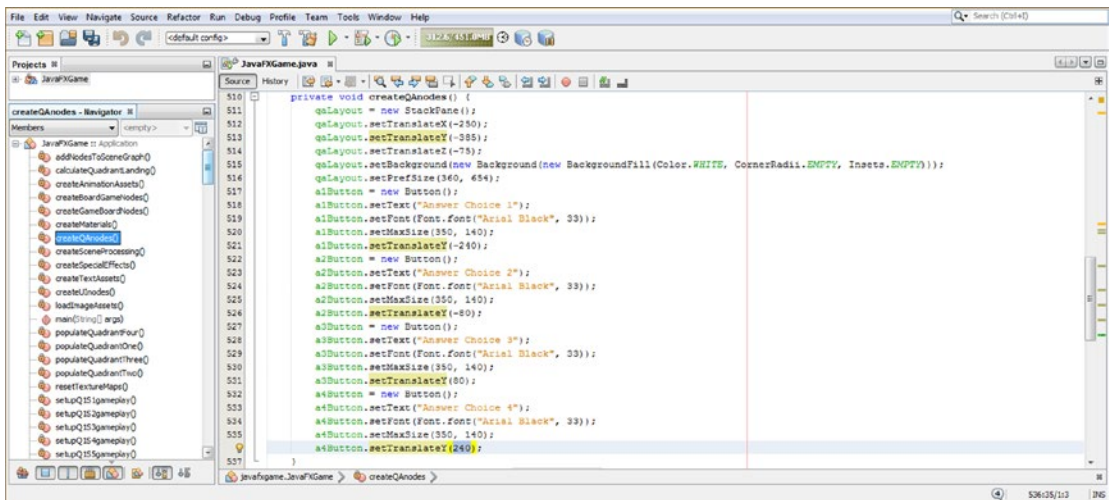 File Edit View Navigate Source Refactor Run Debug Profile Team Tools Window Help
Search (Ctrl+I)
<default config>
Projects
JavaFXGame
JavaFXGame.java
Source History
createQAnodes - Navigator
Members <empty>
JavaFXGame :: Application
addNodesToSceneGraph()
calculateQuadrantLanding()
createAnimationAssets()
createBoardGameNodes()
createGameBoardNodes()
createMaterials()
createQAnodes()
createSceneProcessing()
createSpecialEffects()
createTextAssets()
createUInodes()
loadImageAssets()
main(String[] args)
populateQuadrantFour()
populateQuadrantOne()
populateQuadrantThree()
populateQuadrantTwo()
resetTextureMaps()
setupQ1S1gameplay()
setupQ1S2gameplay()
setupQ1S3gameplay()
setupQ1S4gameplay()
setupQ1S5gameplay()
510 private void createQAnodes() {
511 qaLayout = new StackPane();
512 qaLayout.setTranslateX(-250);
513 qaLayout.setTranslateY(-385);
514 qaLayout.setTranslateZ(-75);
515 qaLayout.setBackground(new Background(new BackgroundFill(Color.WHITE, CornerRadii.EMPTY, Insets.EMPTY)));
516 qaLayout.setPrefSize(360, 654);
517 a1Button = new Button();
518 a1Button.setText("Answer Choice 1");
519 a1Button.setFont(Font.font("Arial Black", 33));
520 a1Button.setMaxSize(350, 140);
521 a1Button.setTranslateY(-240);
522 a2Button = new Button();
523 a2Button.setText("Answer Choice 2");
524 a2Button.setFont(Font.font("Arial Black", 33));
525 a2Button.setMaxSize(350, 140);
526 a2Button.setTranslateY(-80);
527 a3Button = new Button();
528 a3Button.setText("Answer Choice 3");
529 a3Button.setFont(Font.font("Arial Black", 33));
530 a3Button.setMaxSize(350, 140);
531 a3Button.setTranslateY(80);
532 a4Button = new Button();
533 a4Button.setText("Answer Choice 4");
534 a4Button.setFont(Font.font("Arial Black", 33));
535 a4Button.setMaxSize(350, 140);
a4Button.setTranslateY(240);
537 }
javafxgame.JavaFXGame > createQAnodes >
536:35/1:3 INS